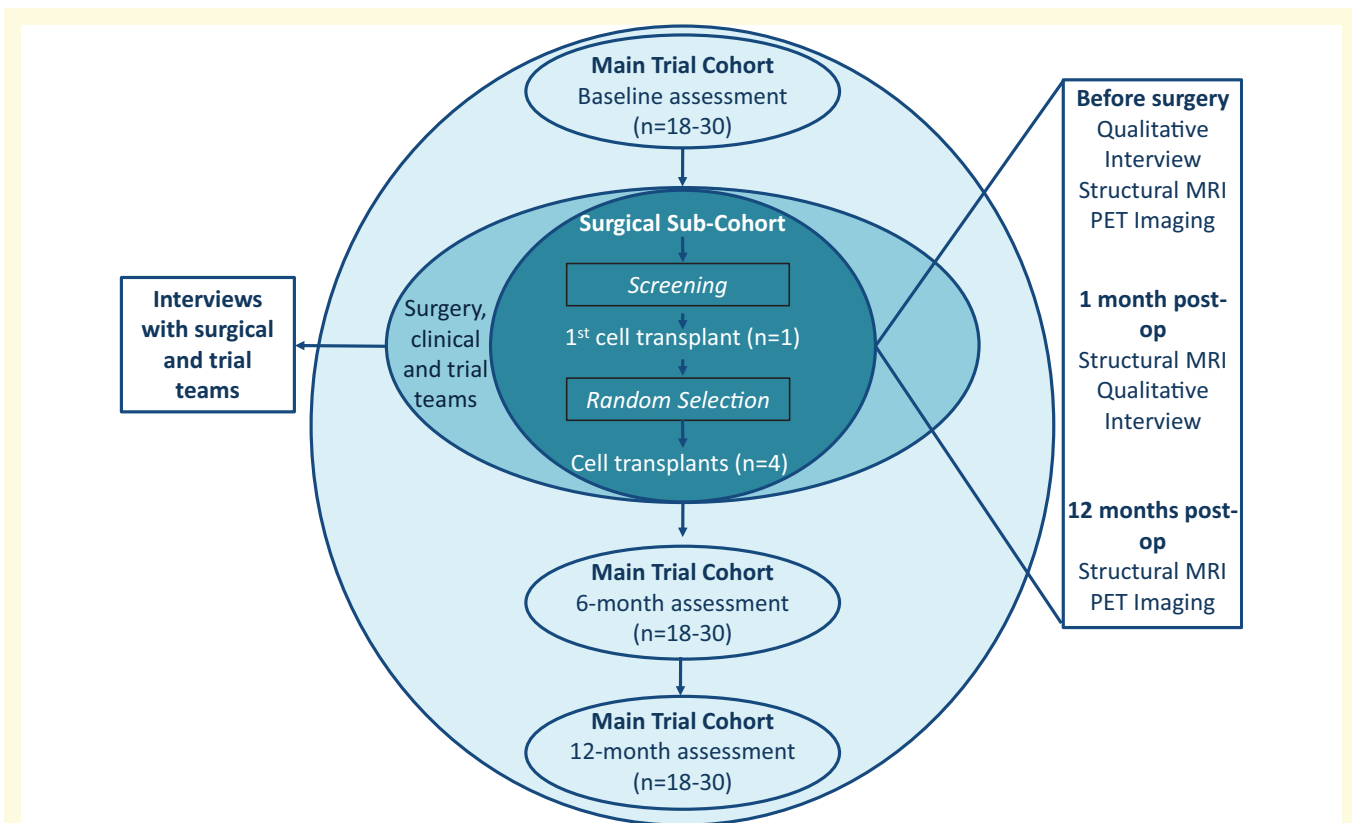 Main Trial Cohort
Baseline assessment
(n=18-30)
Surgical Sub-Cohort
Screening
1st cell transplant (n=1)
Random Selection
Cell transplants (n=4)
Surgery,
clinical
and trial
teams
Interviews
with surgical
and trial
teams
Main Trial Cohort
6-month assessment
(n=18-30)
Main Trial Cohort
12-month assessment
(n=18-30)
Before surgery
Qualitative
Interview
Structural MRI
PET Imaging
1 month post-
op
Structural MRI
Qualitative
Interview
12 months post-
op
Structural MRI
PET Imaging